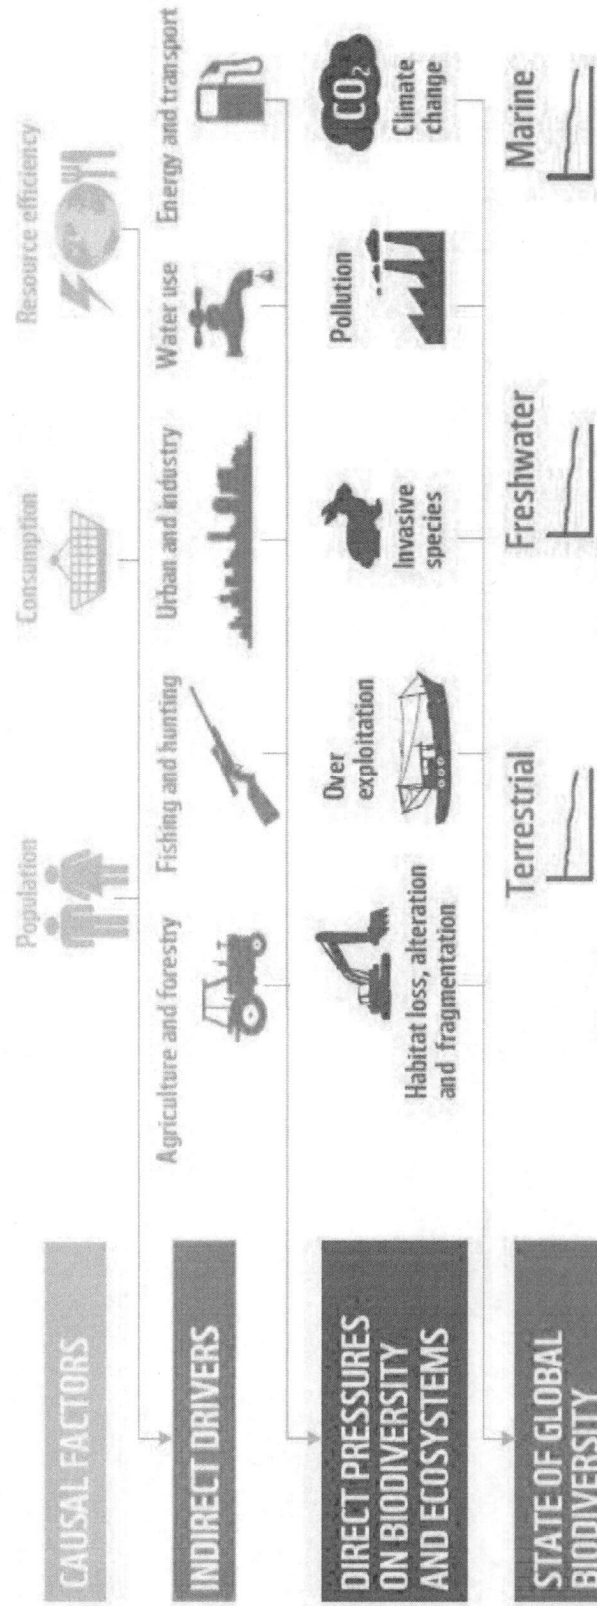 CAUSAL FACTORS
Population
Consumption
Resource efficiency
INDIRECT DRIVERS
Agriculture and forestry
Fishing and hunting
Urban and industry
Water use
Energy and transport
DIRECT PRESSURES
ON BIODIVERSITY
AND ECOSYSTEMS
Habitat loss, alteration
and fragmentation
Over
exploitation
Invasive
species
Pollution
CO₂
Climate
change
STATE OF GLOBAL
BIODIVERSITY
Terrestrial
Freshwater
Marine